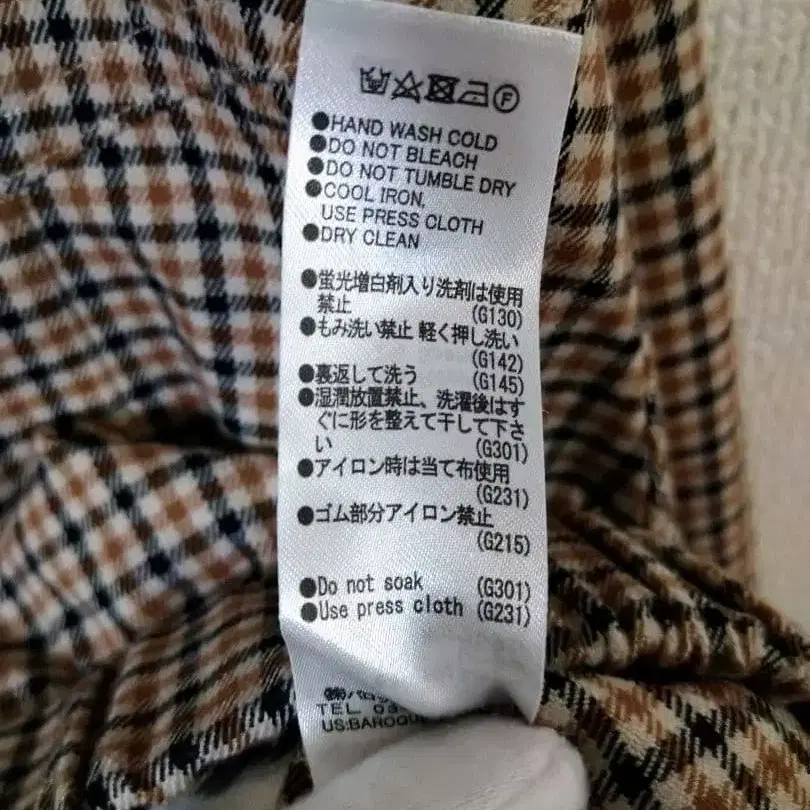 F
●HAND WASH COLD
●DO NOT BLEACH
●DO NOT TUMBLE DRY
●COOL IRON,
USE PRESS CLOTH
●DRY CLEAN
●蛍光増白剤入り洗剤は使用
禁止 (G130)
●もみ洗い禁止 軽く押し洗い
(G142)
●裏返して洗う (G145)
●湿潤放置禁止、洗濯後はす
ぐに形を整えて干して下さ
い (G301)
●アイロン時は当て布使用
(G231)
●ゴム部分アイロン禁止
(G215)
●Do not soak (G301)
●Use press cloth (G231)
TEL 03
US:BAROQUE